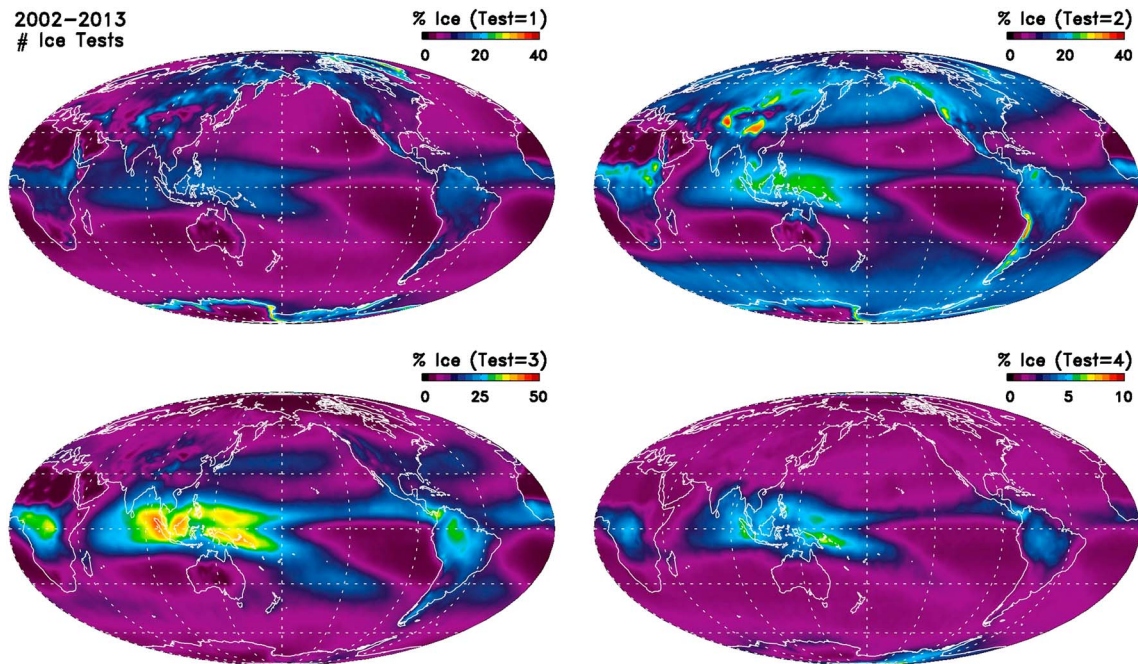 2002-2013
# Ice Tests
% Ice (Test=1)
0 20 40
% Ice (Test=2)
0 20 40
% Ice (Test=3)
0 25 50
% Ice (Test=4)
0 5 10